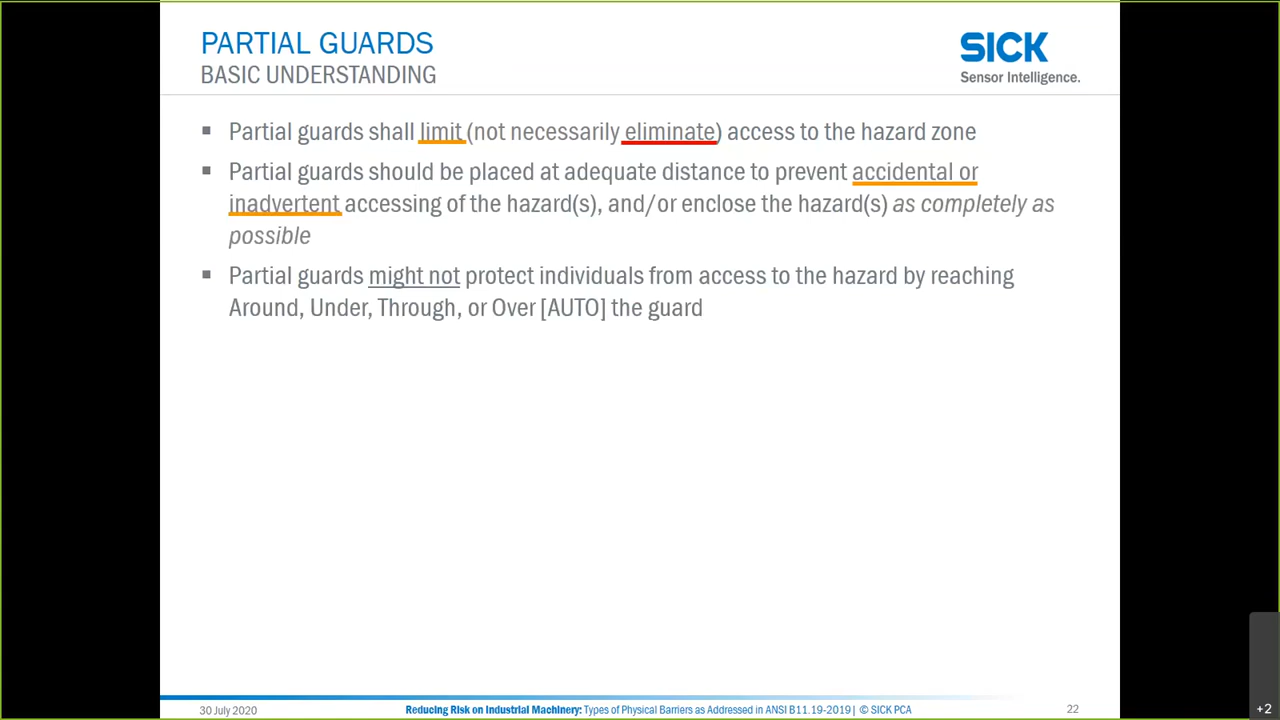 PARTIAL GUARDS
BASIC UNDERSTANDING
SICK
Sensor Intelligence.
▪ Partial guards shall limit (not necessarily eliminate) access to the hazard zone
▪ Partial guards should be placed at adequate distance to prevent accidental or
inadvertent accessing of the hazard(s), and/or enclose the hazard(s) as completely as
possible
▪ Partial guards might not protect individuals from access to the hazard by reaching
Around, Under, Through, or Over [AUTO] the guard
30 July 2020
Reducing Risk on Industrial Machinery: Types of Physical Barriers as Addressed in ANSI B11.19-2019 | © SICK PCA
22
+2